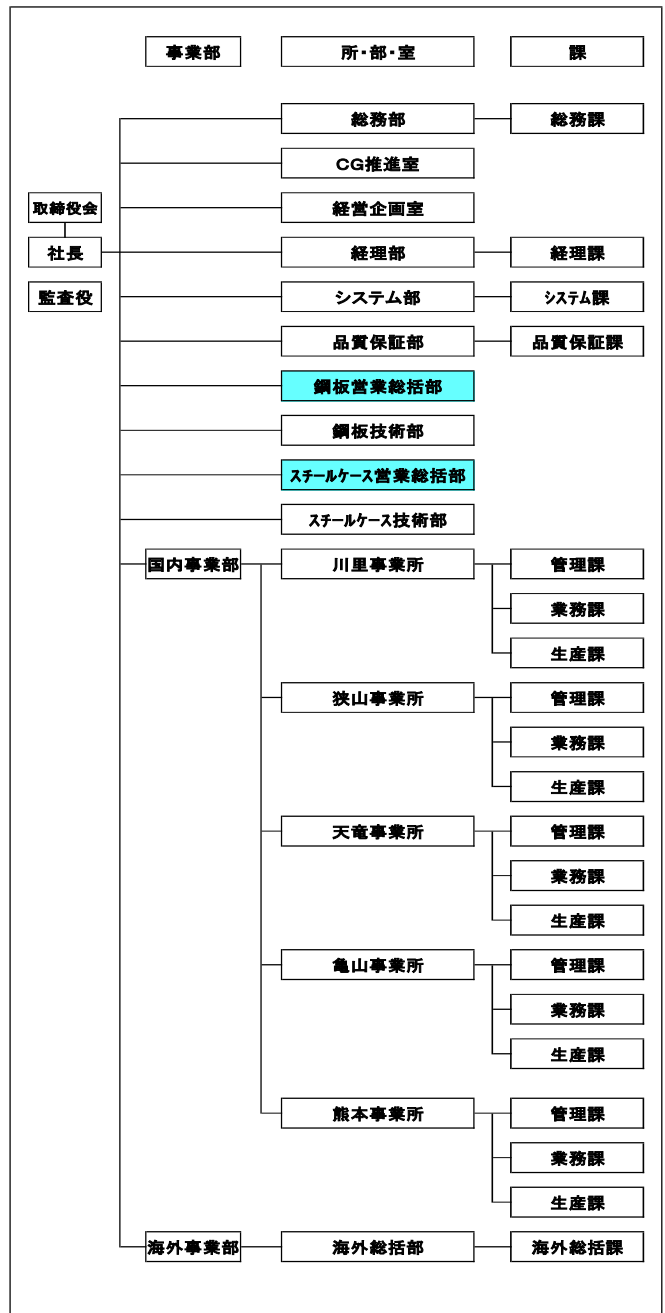 事業部 所・部・室 課
総務部 総務課
CG推進室
取締役会 経営企画室
社長 経理部 経理課
監査役 システム部 システム課
品質保証部 品質保証課
鋼板営業総括部
鋼板技術部
スチールケース営業総括部
スチールケース技術部
国内事業部 川里事業所 管理課
業務課
生産課
狭山事業所 管理課
業務課
生産課
天竜事業所 管理課
業務課
生産課
亀山事業所 管理課
業務課
生産課
熊本事業所 管理課
業務課
生産課
海外事業部 海外総括部 海外総括課